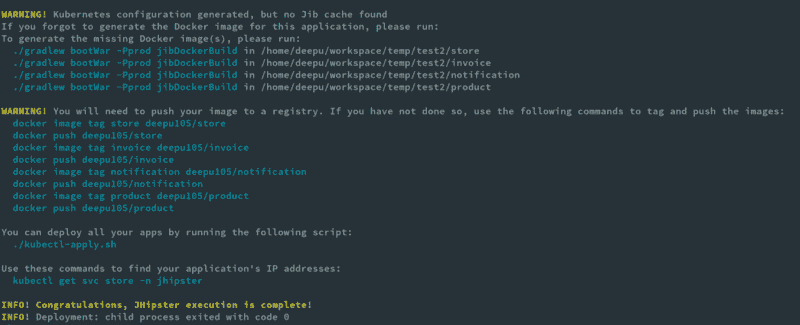 WARNING! Kubernetes configuration generated, but no Jib cache found
If you forgot to generate the Docker image for this application, please run:
To generate the missing Docker image(s), please run:
./gradlew bootWar -Pprod jibDockerBuild in /home/deepu/workspace/temp/test2/store
./gradlew bootWar -Pprod jibDockerBuild in /home/deepu/workspace/temp/test2/invoice
./gradlew bootWar -Pprod jibDockerBuild in /home/deepu/workspace/temp/test2/notification
./gradlew bootWar -Pprod jibDockerBuild in /home/deepu/workspace/temp/test2/product
WARNING! You will need to push your image to a registry. If you have not done so, use the following commands to tag and push the images:
docker image tag store deepu105/store
docker push deepu105/store
docker image tag invoice deepu105/invoice
docker push deepu105/invoice
docker image tag notification deepu105/notification
docker push deepu105/notification
docker image tag product deepu105/product
docker push deepu105/product
You can deploy all your apps by running the following script:
./kubectl-apply.sh
Use these commands to find your application's IP addresses:
kubectl get svc store -n jhipster
INFO! Congratulations, JHipster execution is complete!
INFO! Deployment: child process exited with code 0